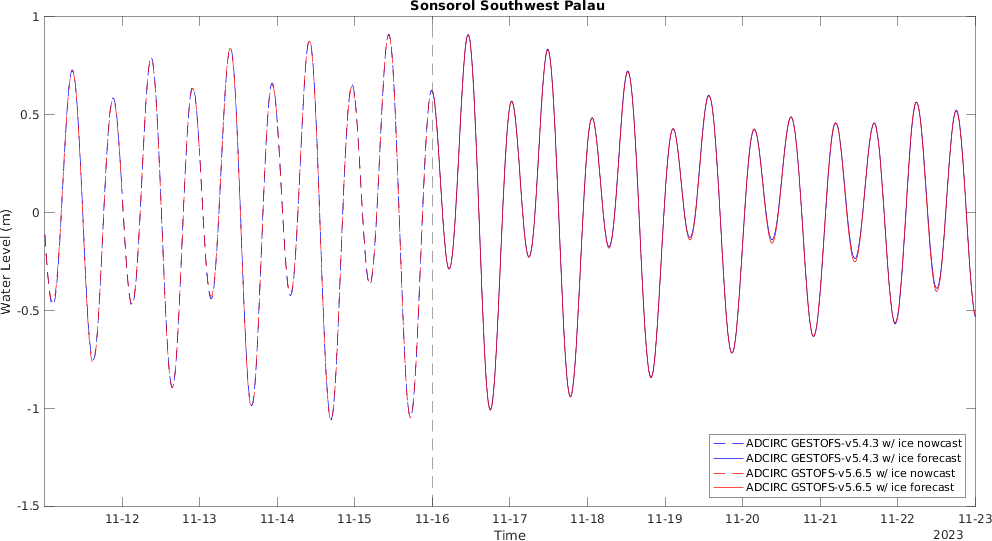 Sonsorol Southwest Palau
1
0.5
0
-0.5
-1
-1.5
Water Level (m)
11-12
11-13
11-14
11-15
11-16
11-17
11-18
11-19
11-20
11-21
11-22
11-23
Time
2023
ADCIRC GESTOFS-v5.4.3 w/ ice nowcast
ADCIRC GESTOFS-v5.4.3 w/ ice forecast
ADCIRC GSTOFS-v5.6.5 w/ ice nowcast
ADCIRC GSTOFS-v5.6.5 w/ ice forecast